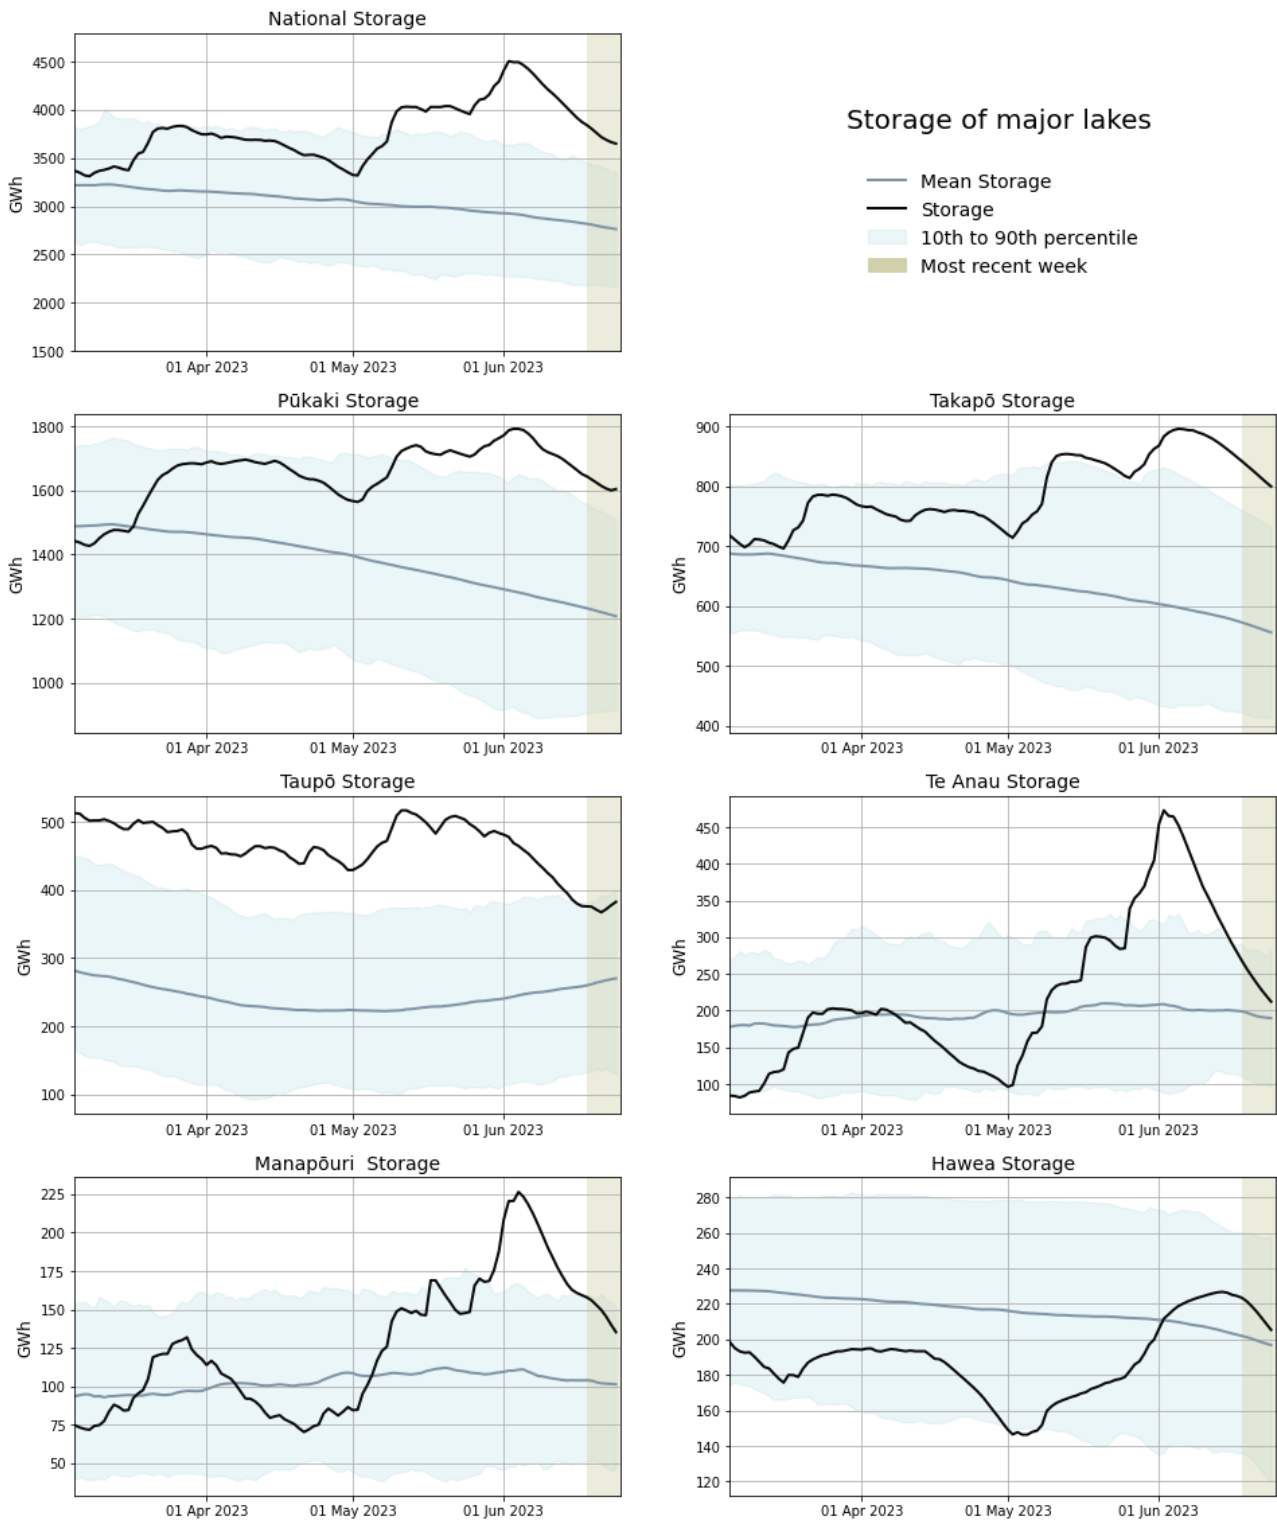 National Storage
GWh
4500
4000
3500
3000
2500
2000
1500
01 Apr 2023 01 May 2023 01 Jun 2023
Storage of major lakes
Mean Storage
Storage
10th to 90th percentile
Most recent week
Pūkaki Storage
GWh
1800
1600
1400
1200
1000
01 Apr 2023 01 May 2023 01 Jun 2023
Takapō Storage
GWh
900
800
700
600
500
400
01 Apr 2023 01 May 2023 01 Jun 2023
Taupō Storage
GWh
500
400
300
200
100
01 Apr 2023 01 May 2023 01 Jun 2023
Te Anau Storage
GWh
450
400
350
300
250
200
150
100
01 Apr 2023 01 May 2023 01 Jun 2023
Manapōuri  Storage
GWh
225
200
175
150
125
100
75
50
01 Apr 2023 01 May 2023 01 Jun 2023
Hawea Storage
GWh
280
260
240
220
200
180
160
140
120
01 Apr 2023 01 May 2023 01 Jun 2023